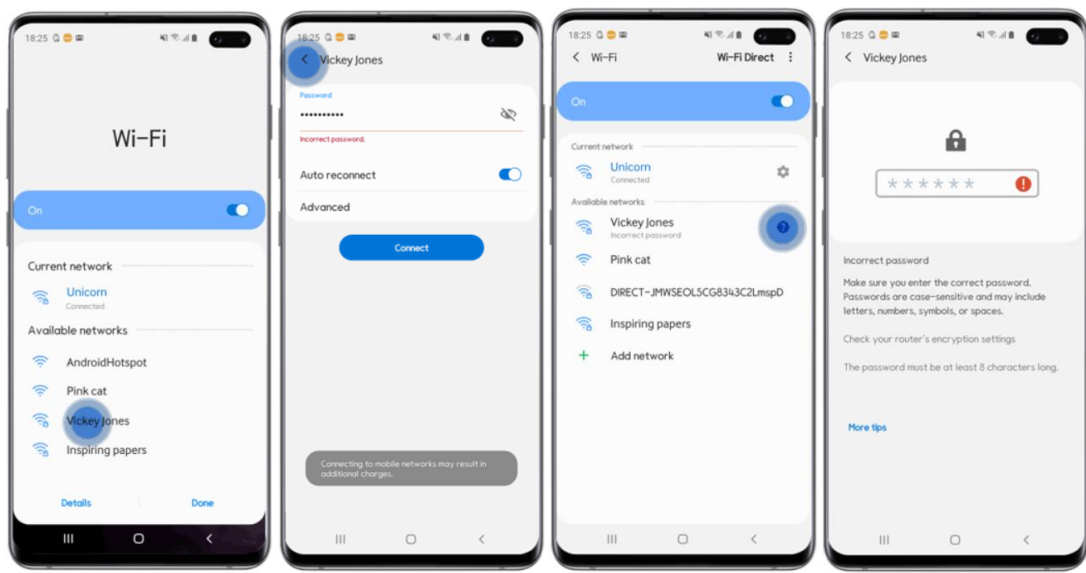 18:25
Wi-Fi
On
Current network
Unicorn
Connected
Available networks
AndroidHotspot
Pink cat
Vickey Jones
Inspiring papers
Details Done
18:25
Vickey Jones
Password
••••••••••
Incorrect password.
Auto reconnect
Advanced
Connect
Connecting to mobile networks may result in
additional charges.
18:25
Wi-Fi Wi-Fi Direct
On
Current network
Unicorn
Connected
Available networks
Vickey Jones
Incorrect password
?
Pink cat
DIRECT-JMWSEOL5CG8343C2LmspD
Inspiring papers
+ Add network
18:25
Vickey Jones
****** !
Incorrect password
Make sure you enter the correct password.
Passwords are case-sensitive and may include
letters, numbers, symbols, or spaces.
Check your router's encryption settings
The password must be at least 8 characters long.
More tips